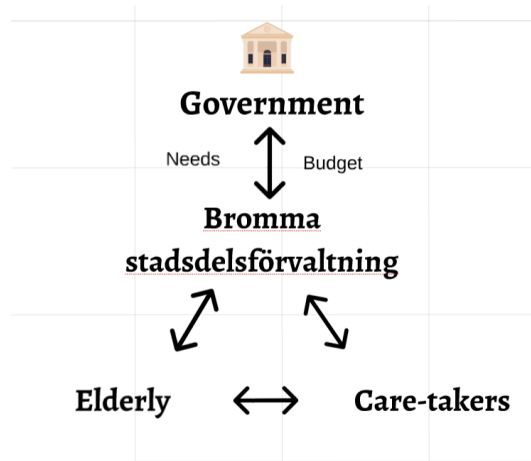 Government
Needs
Budget
Bromma
stadsdelsförvaltning
Elderly
Care-takers